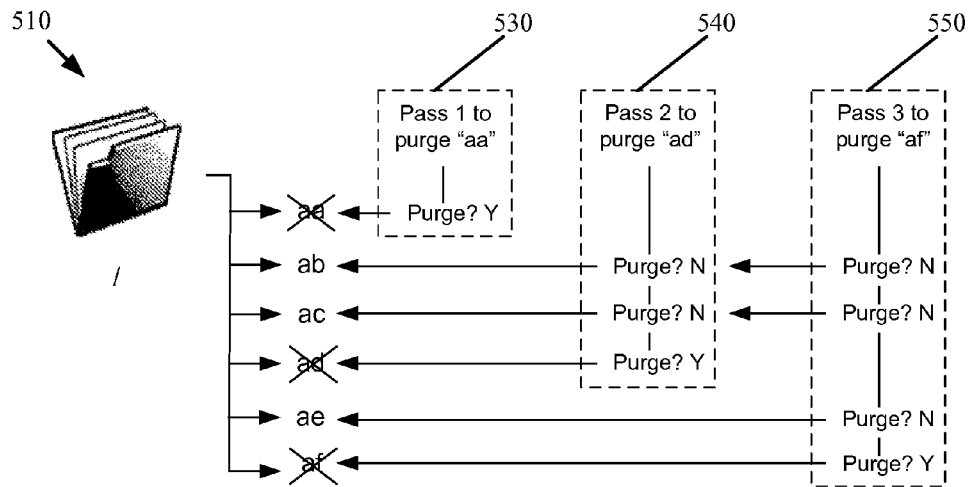 510
530
540
550
Pass 1 to
purge “aa”
Pass 2 to
purge “ad”
Pass 3 to
purge “af”
aa
Purge? Y
ab
Purge? N
Purge? N
ac
Purge? N
Purge? N
ad
Purge? Y
ae
Purge? N
af
Purge? Y
/